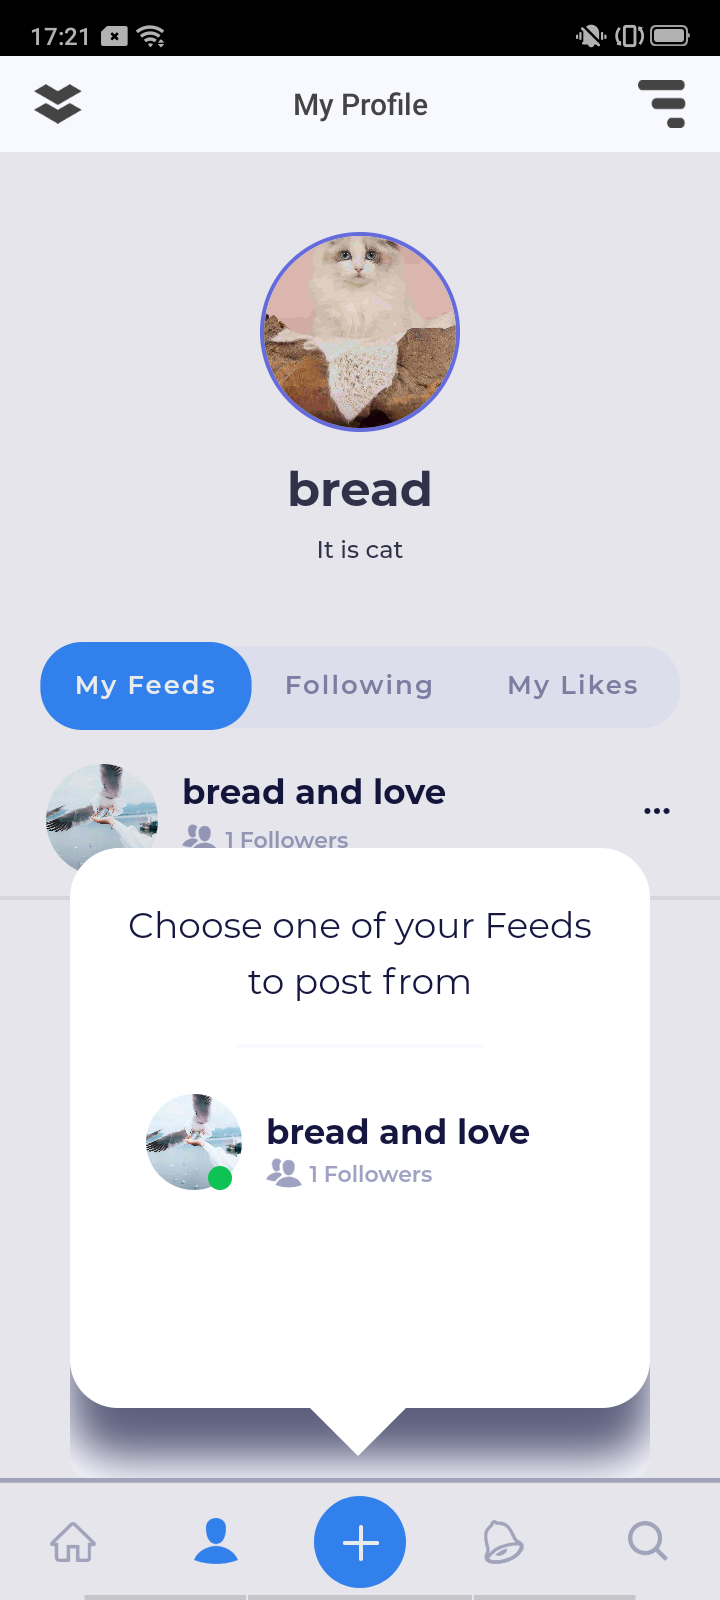 17:21
My Profile
bread
It is cat
My Feeds
Following
My Likes
bread and love
1 Followers
Choose one of your Feeds
to post from
bread and love
1 Followers